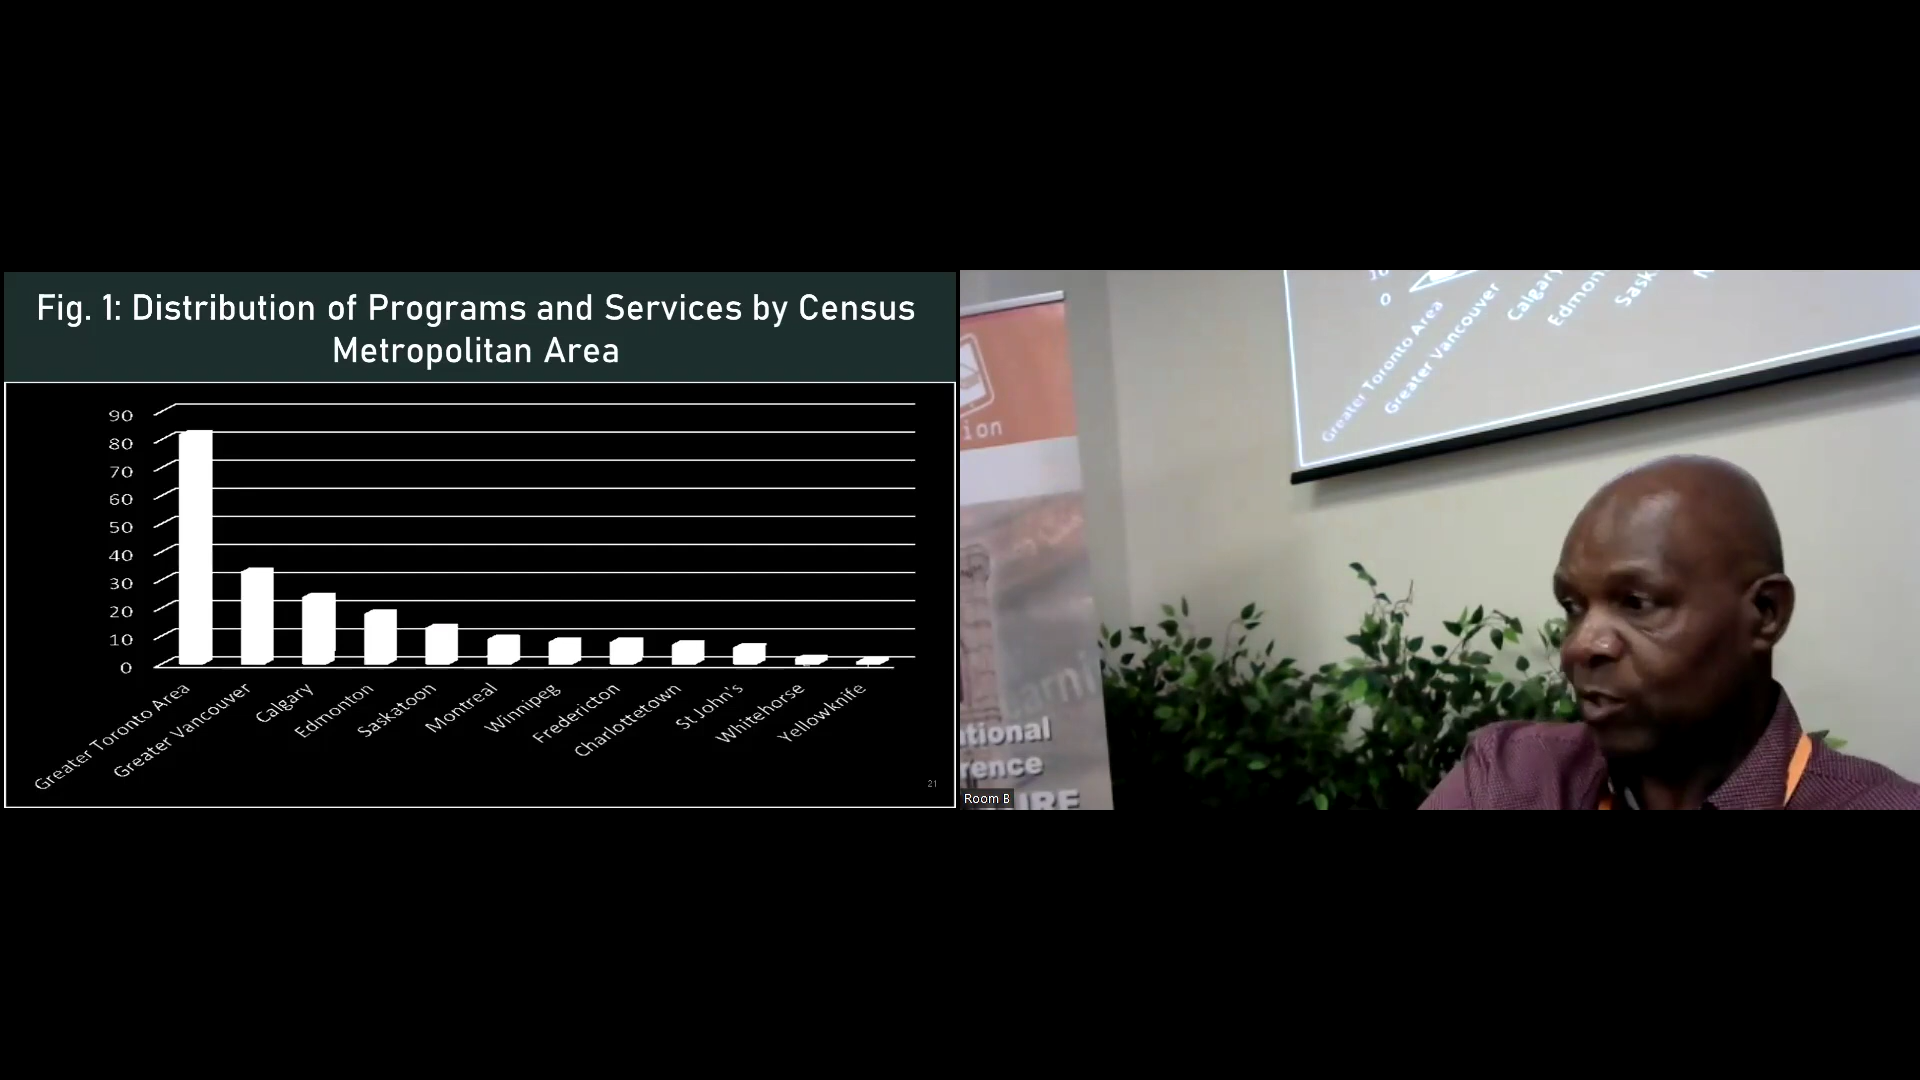 Fig. 1: Distribution of Programs and Services by Census
Metropolitan Area
90
80
70
60
50
40
30
20
10
0
Greater Toronto Area
Greater Vancouver
Calgary
Edmonton
Saskatoon
Montreal
Winnipeg
Fredericton
Charlottetown
St John's
Whitehorse
Yellowknife
21
0
Greater Toronto Area
Greater Vancouver
Calgary
Edmon
Sask
ion
arni
tional
rence
Room B